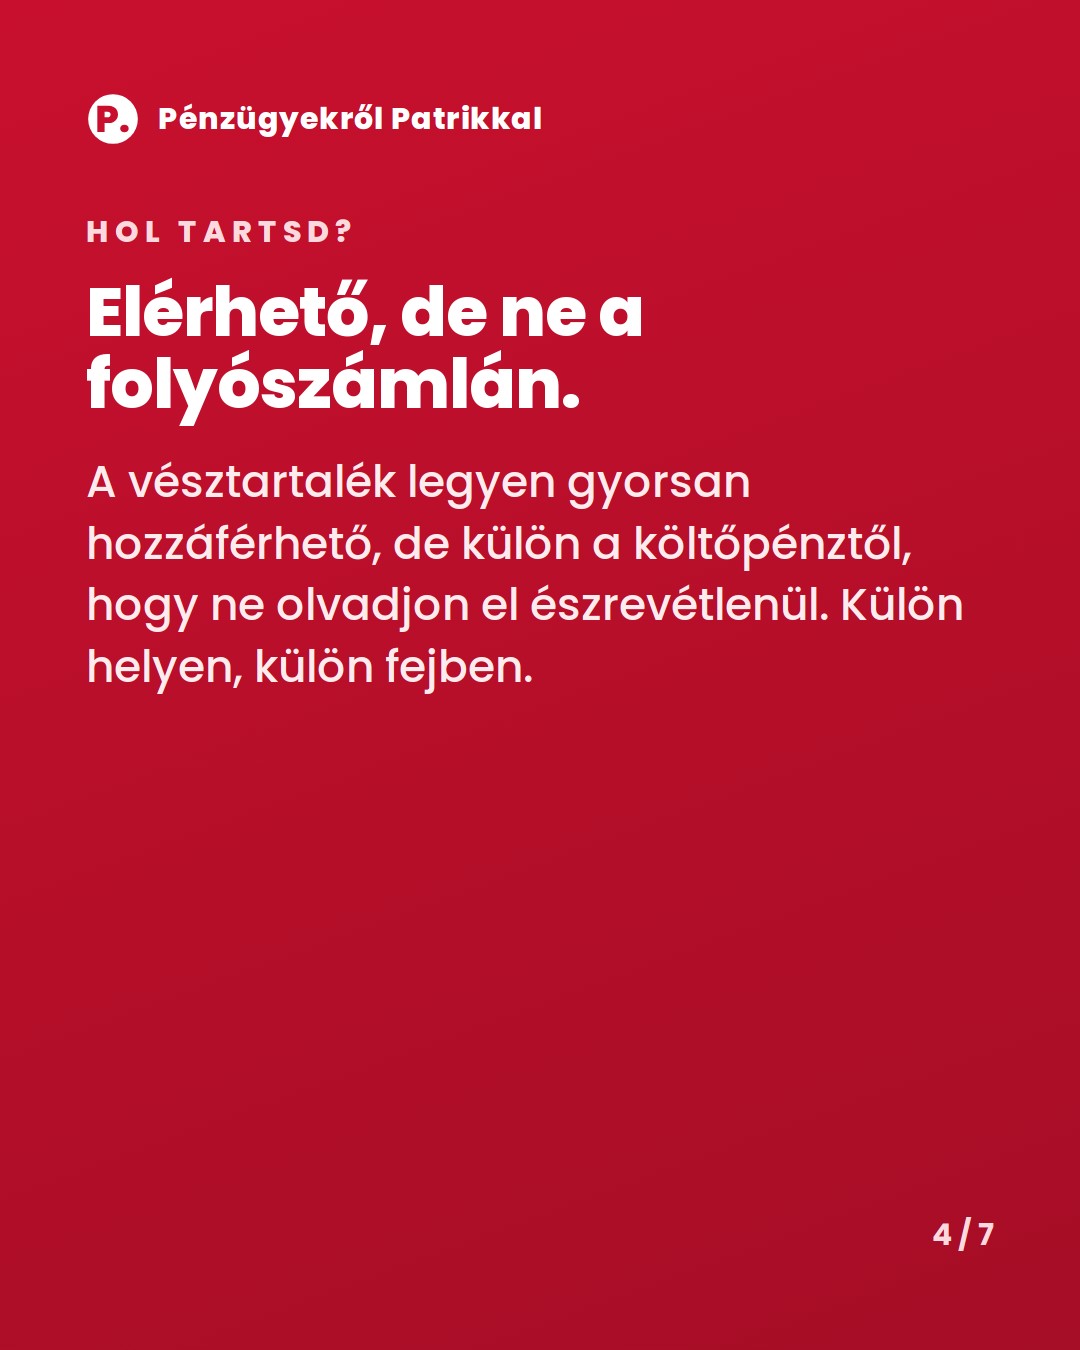 P. Pénzügyekről Patrikkal
HOL TARTSD?
Elérhető, de ne a
folyószámlán.
A vésztartalék legyen gyorsan
hozzáférhető, de külön a költőpénztől,
hogy ne olvadjon el észrevétlenül. Külön
helyen, külön fejben.
4/7